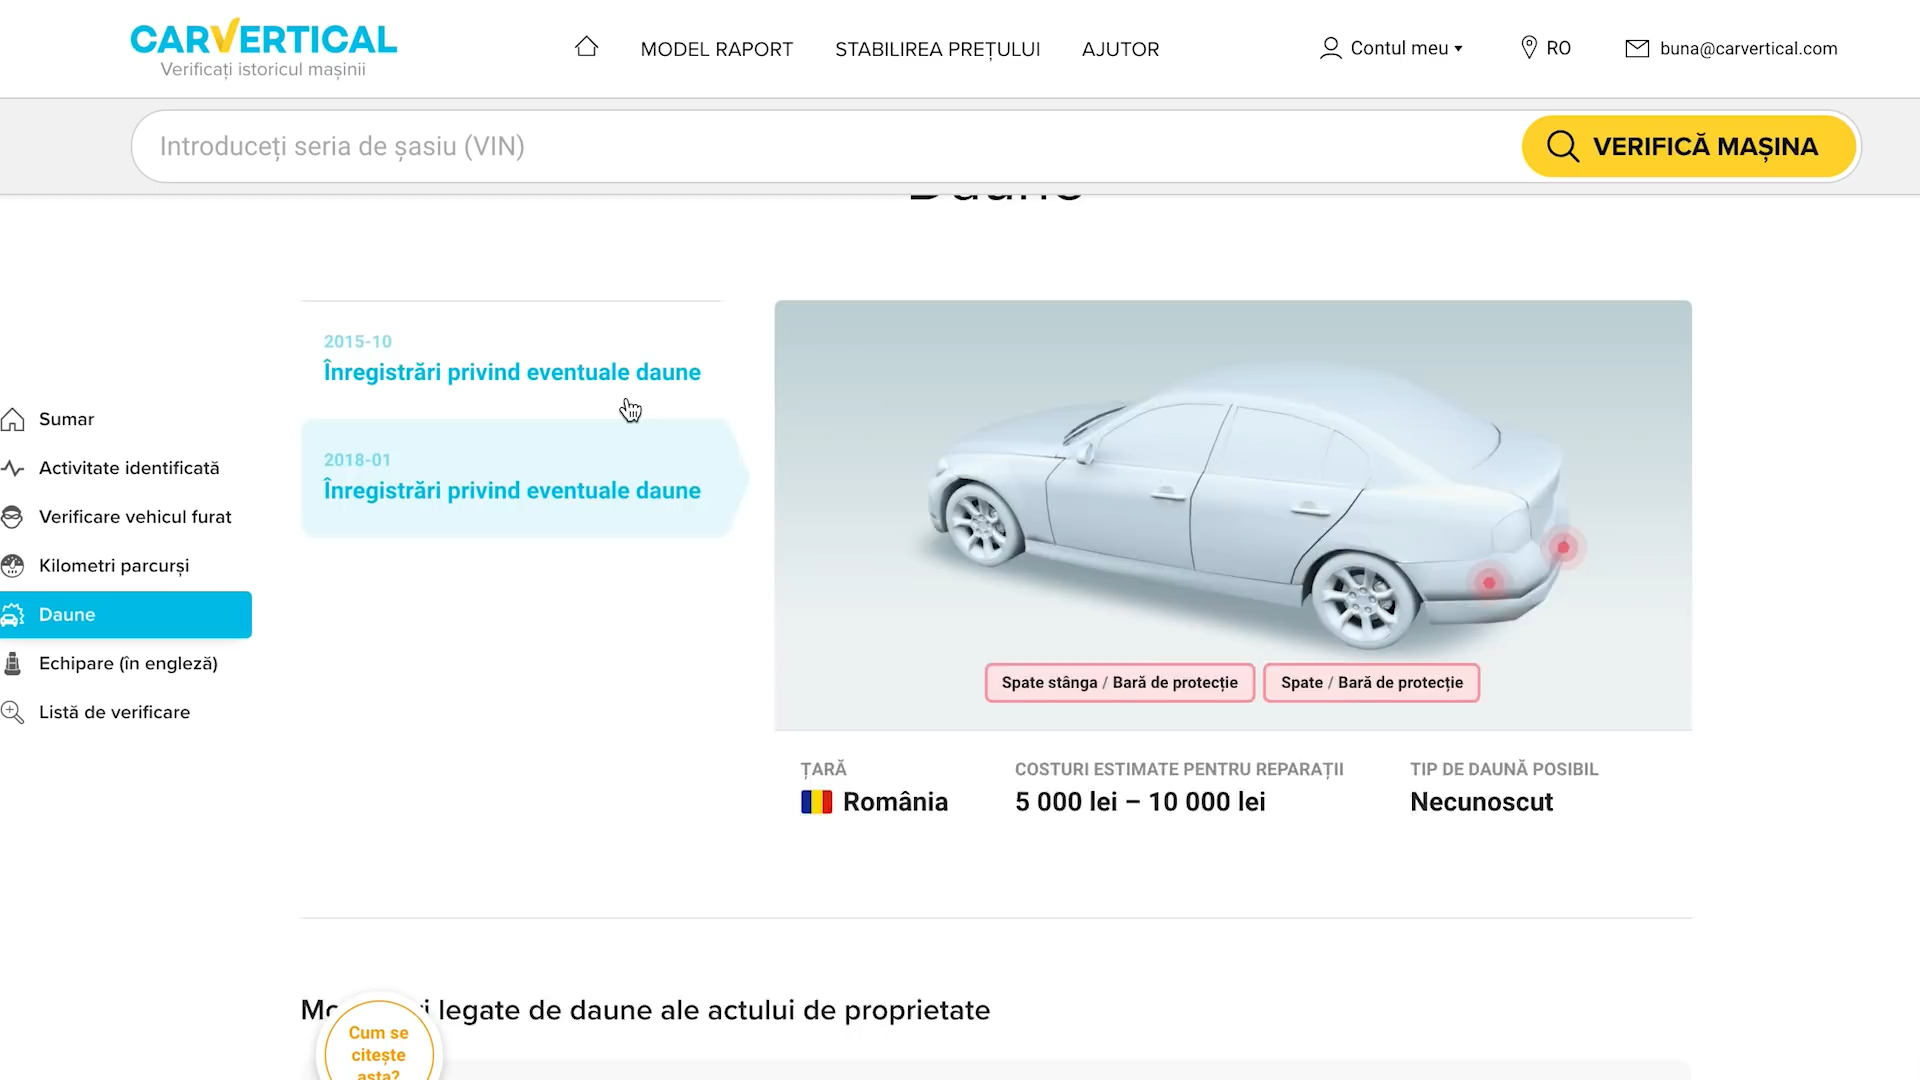 CARVERTICAL
Verificați istoricul mașinii
MODEL RAPORT
STABILIREA PREȚULUI
AJUTOR
Contul meu
RO
buna@carvertical.com
Introduceți seria de șasiu (VIN)
VERIFICĂ MAȘINA
Daune
2015-10
Înregistrări privind eventuale daune
2018-01
Înregistrări privind eventuale daune
Sumar
Activitate identificată
Verificare vehicul furat
Kilometri parcurși
Daune
Echipare (în engleză)
Listă de verificare
Spate stânga / Bară de protecție
Spate / Bară de protecție
ȚARĂ
România
COSTURI ESTIMATE PENTRU REPARAȚII
5 000 lei – 10 000 lei
TIP DE DAUNĂ POSIBIL
Necunoscut
legate de daune ale actului de proprietate
Cum se
citește
asta?